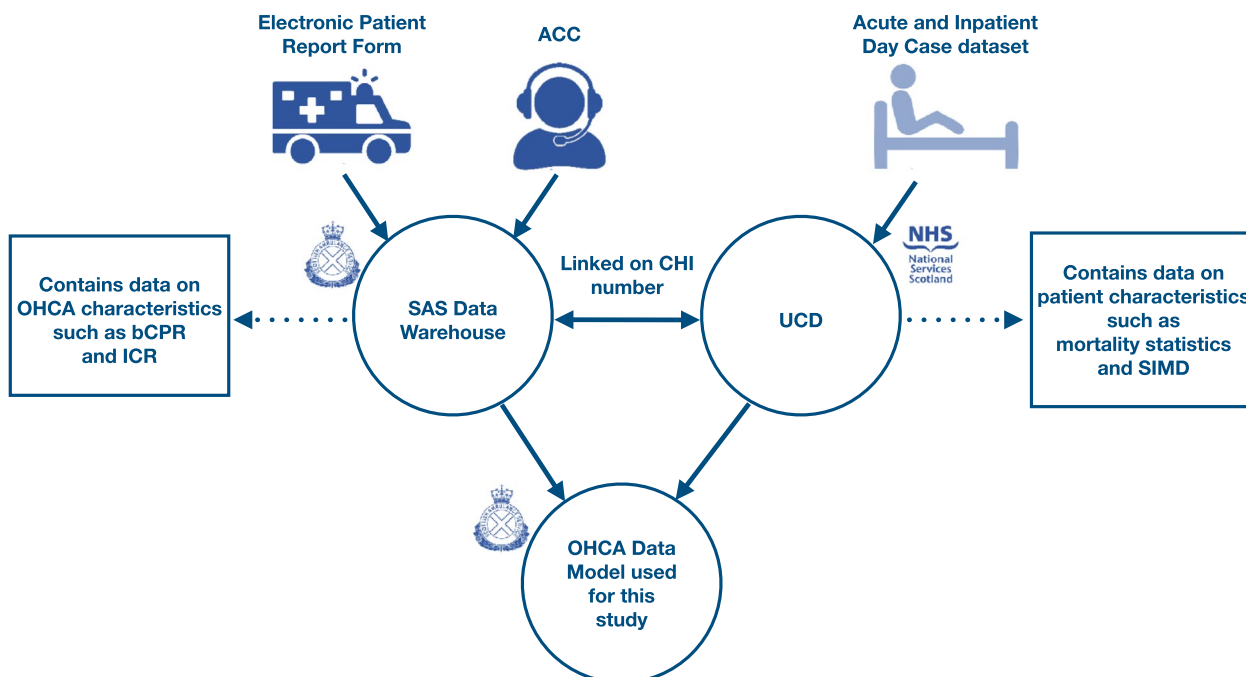 Electronic Patient
Report Form
ACC
Acute and Inpatient
Day Case dataset
NHS
National
Services
Scotland
Contains data on
OHCA characteristics
such as bCPR
and ICR
SAS Data
Warehouse
Linked on CHI
number
UCD
Contains data on
patient characteristics
such as
mortality statistics
and SIMD
OHCA Data
Model used
for this
study